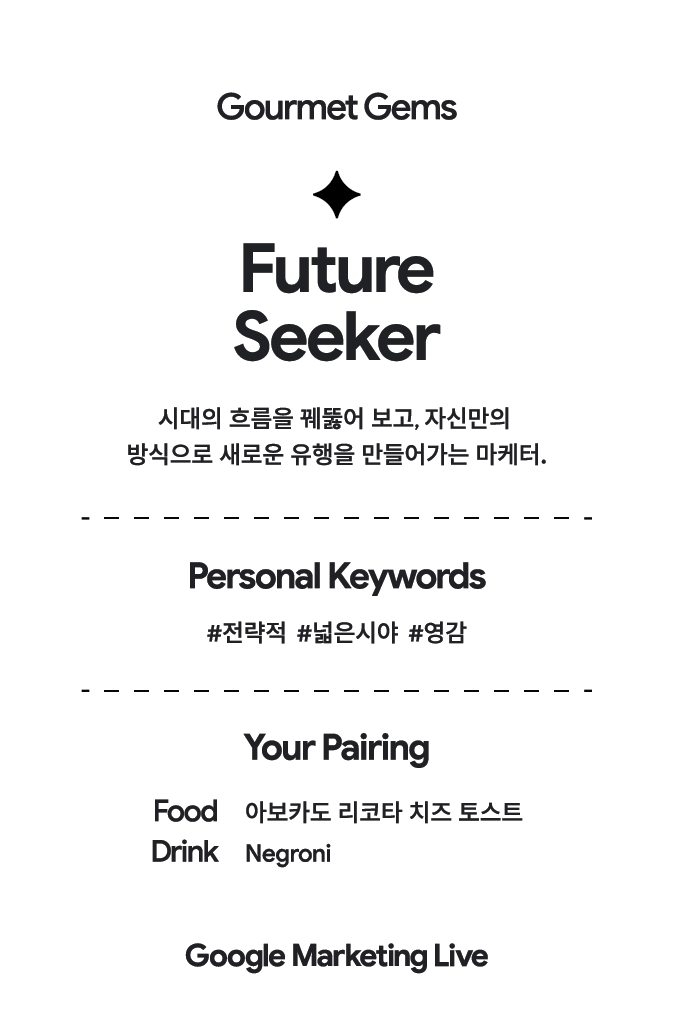 Gourmet Gems
Future
Seeker
시대의 흐름을 꿰뚫어 보고, 자신만의
방식으로 새로운 유행을 만들어가는 마케터.
Personal Keywords
#전략적 #넓은시야 #영감
Your Pairing
Food 아보카도 리코타 치즈 토스트
Drink Negroni
Google Marketing Live